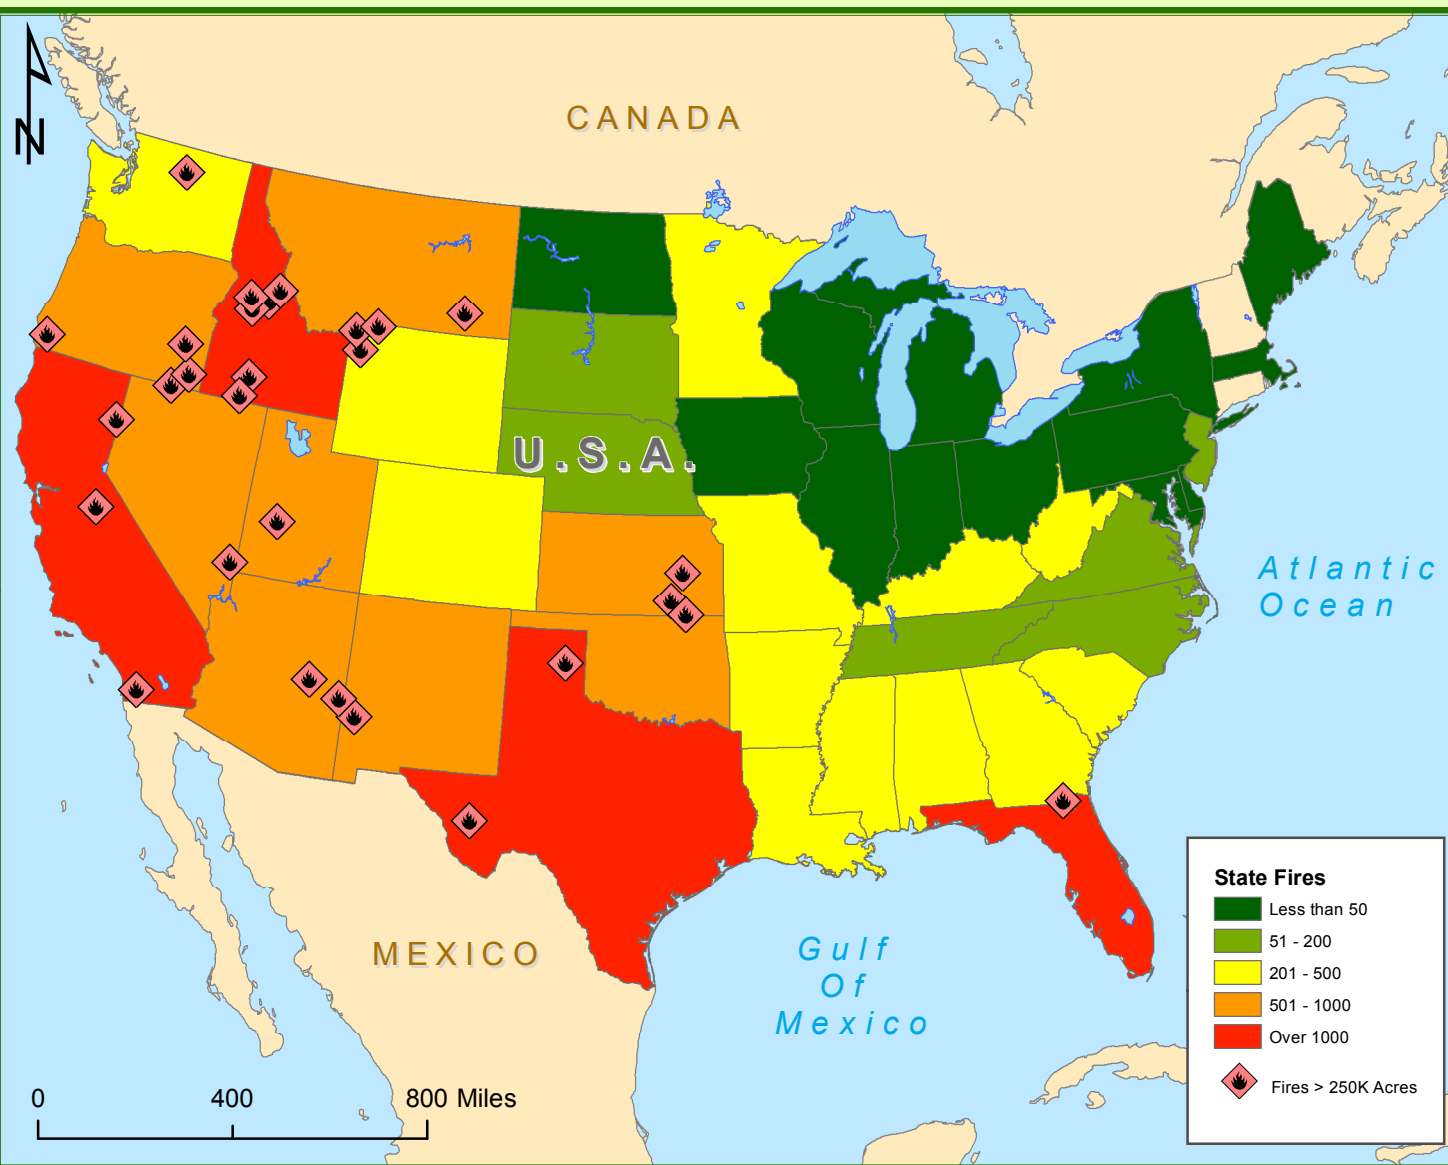 N
CANADA
U.S.A.
Atlantic
Ocean
MEXICO
Gulf
Of
Mexico
State Fires
Less than 50
51 - 200
201 - 500
501 - 1000
Over 1000
Fires > 250K Acres
0 400 800 Miles